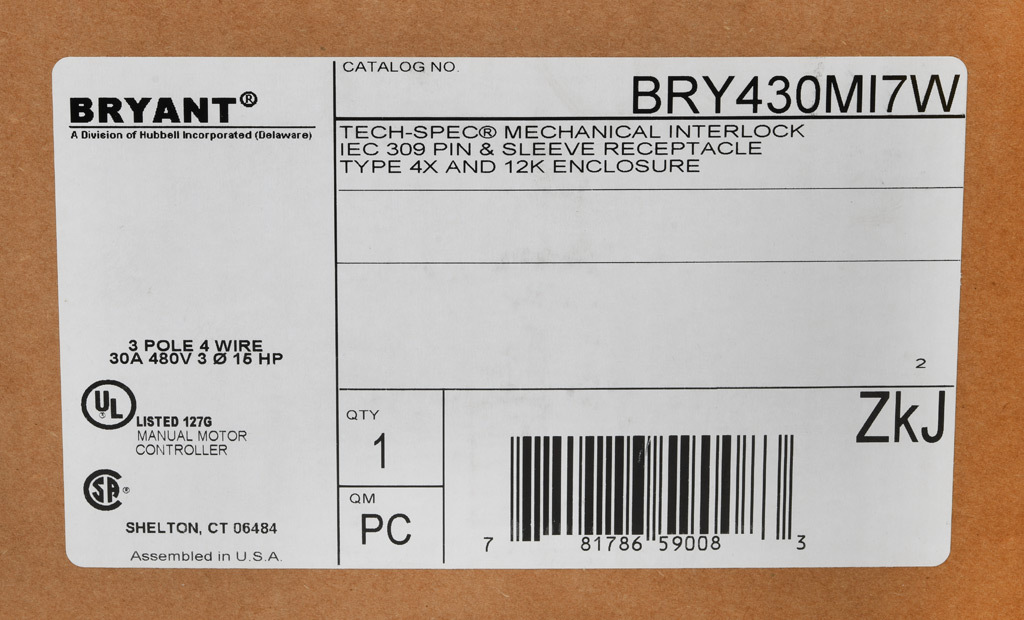 BRYANT®
A Division of Hubbell Incorporated (Delaware)
CATALOG NO.
BRY430MI7W
TECH-SPEC® MECHANICAL INTERLOCK
IEC 309 PIN & SLEEVE RECEPTACLE
TYPE 4X AND 12K ENCLOSURE
3 POLE 4 WIRE
30A 480V 3 Ø 15 HP
2
UL ®
LISTED 127G
MANUAL MOTOR
CONTROLLER
SA ®
SHELTON, CT 06484
Assembled in U.S.A.
QTY
1
QM
PC
ZkJ
7 81786 59008 3